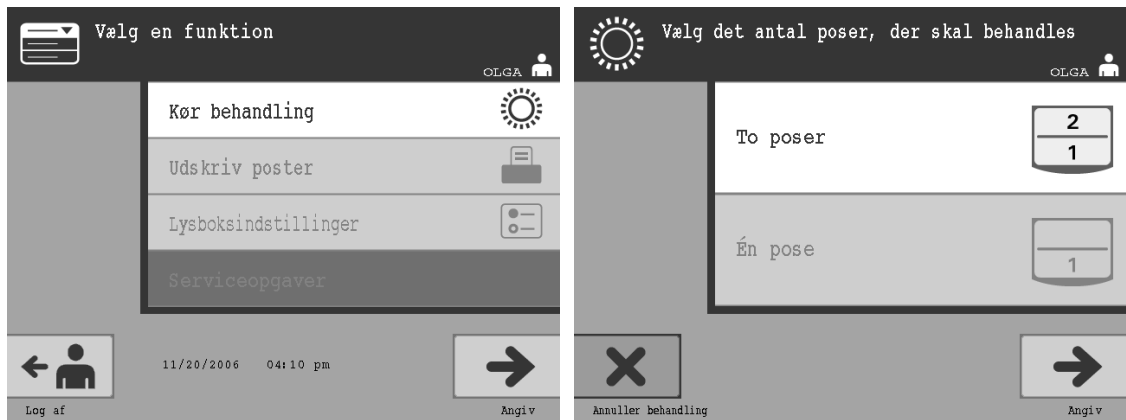 Vælg en funktion
OLGA
Kør behandling
Udskriv poster
Lysboksindstillinger
Serviceopgaver
11/20/2006 04:10 pm
Log af
Angiv
Vælg det antal poser, der skal behandles
OLGA
To poser
2
1
Én pose
1
Annuller behandling
Angiv